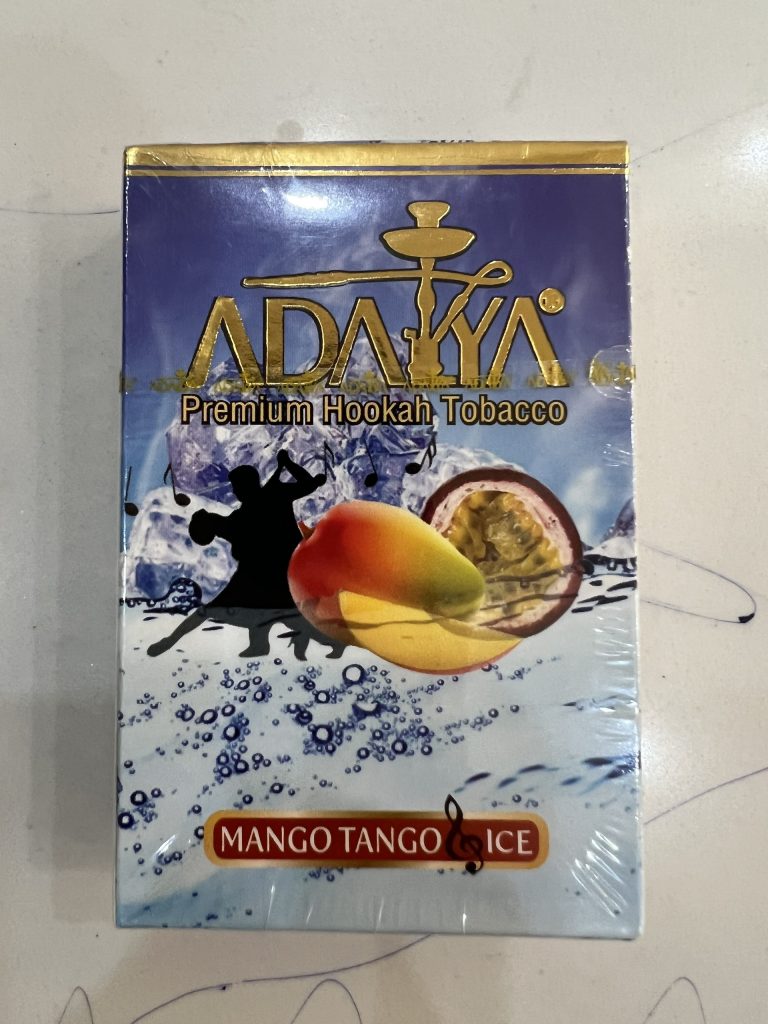 ADALYA
Premium Hookah Tobacco
MANGO TANGO ICE